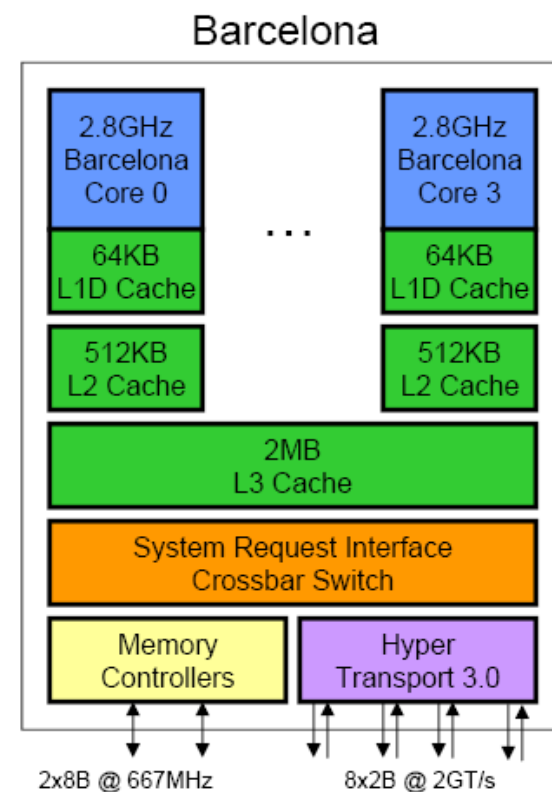 Barcelona
2.8GHz
Barcelona
Core 0
64KB
L1D Cache
512KB
L2 Cache
...
2.8GHz
Barcelona
Core 3
64KB
L1D Cache
512KB
L2 Cache
2MB
L3 Cache
System Request Interface
Crossbar Switch
Memory
Controllers
Hyper
Transport 3.0
2x8B @ 667MHz
8x2B @ 2GT/s